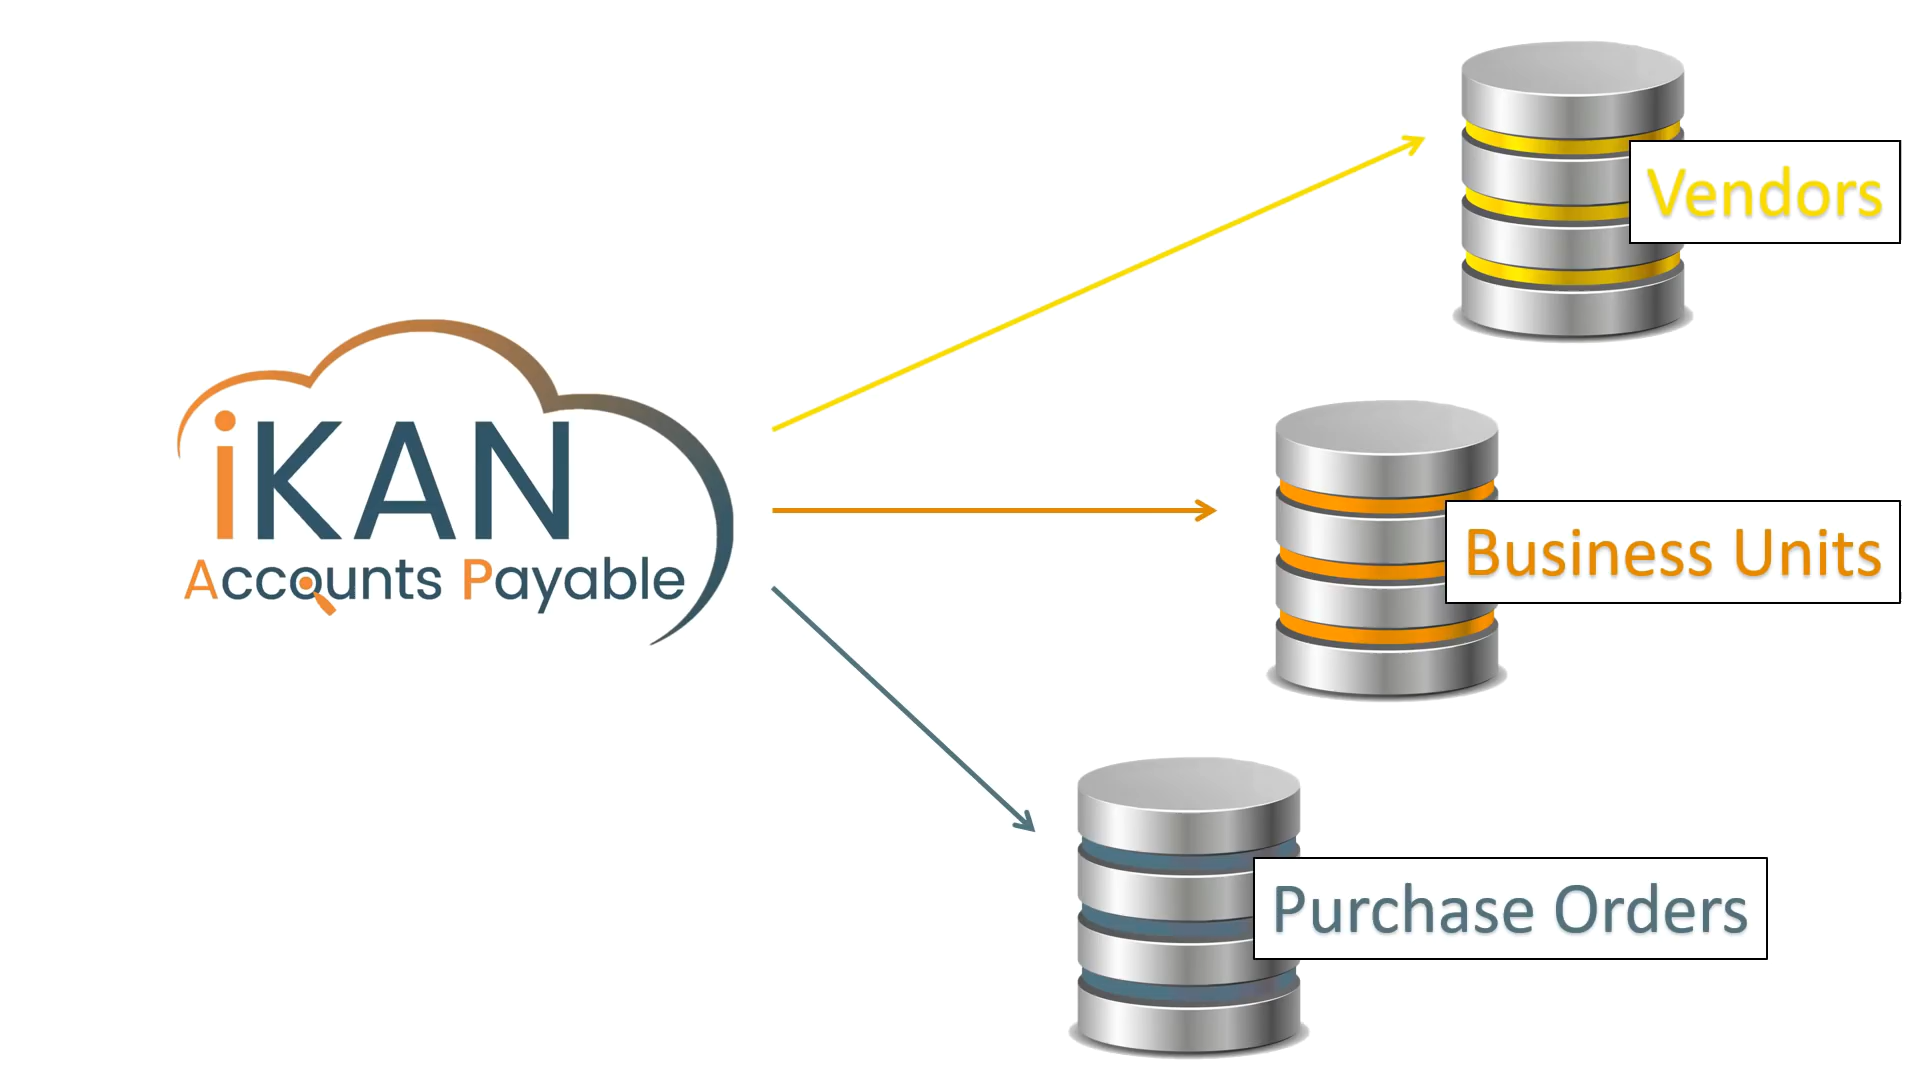 iKAN
Accounts Payable
Vendors
Business Units
Purchase Orders